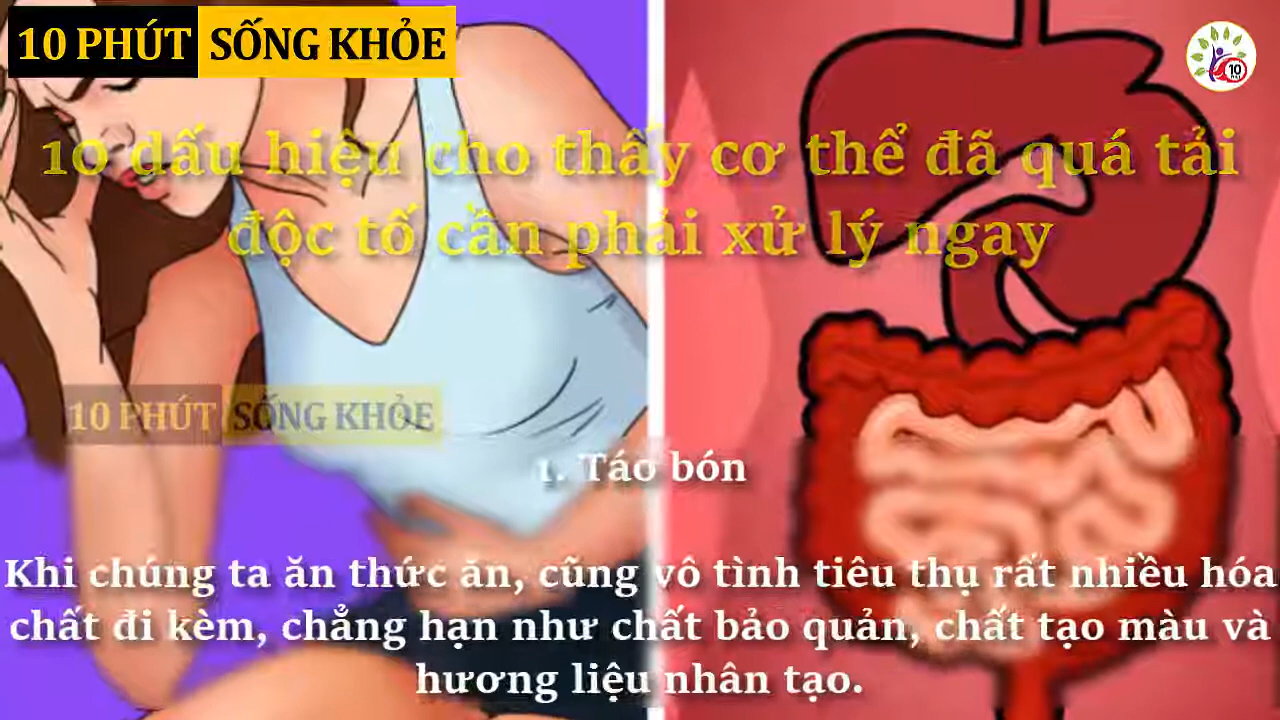 10 PHÚT SỐNG KHỎE
10
10 dấu hiệu cho thấy cơ thể đã quá tải
độc tố cần phải xử lý ngay
10 PHÚT SỐNG KHỎE
1. Táo bón
Khi chúng ta ăn thức ăn, cũng vô tình tiêu thụ rất nhiều hóa
chất đi kèm, chẳng hạn như chất bảo quản, chất tạo màu và
hương liệu nhân tạo.